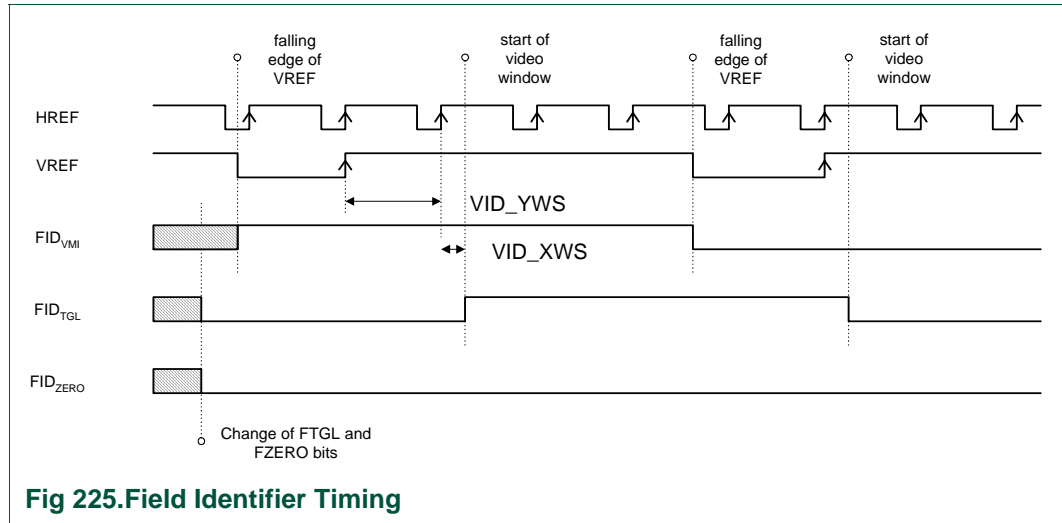 falling
edge of
VREF
start of
video
window
falling
edge of
VREF
start of
video
window
HREF
VREF
VID_YWS
FIDVMI
VID_XWS
FIDTGL
FIDZERO
Change of FTGL and
FZERO bits
Fig 225.Field Identifier Timing